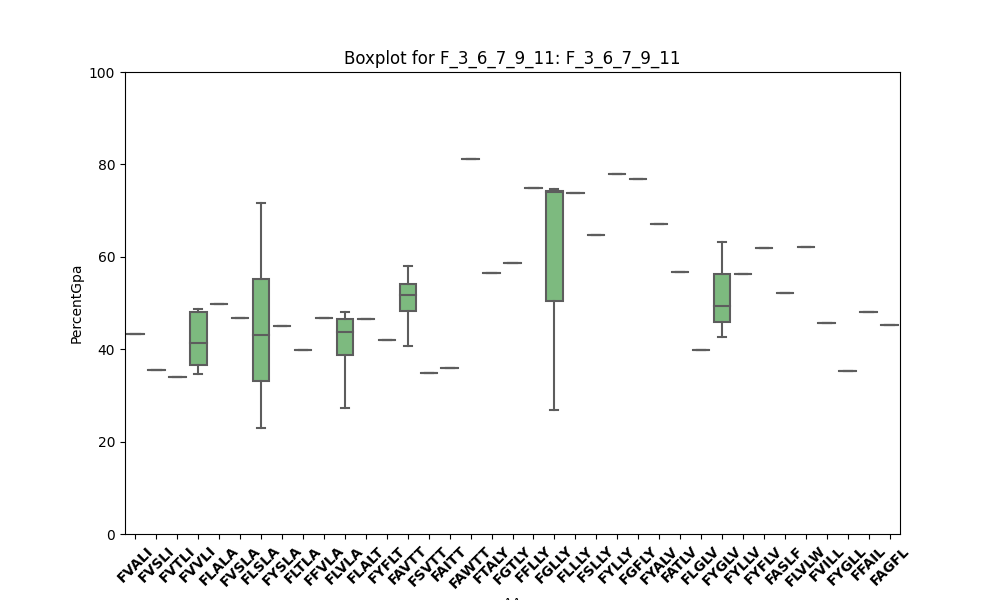 Boxplot for F_3_6_7_9_11: F_3_6_7_9_11
PercentGpa
100
80
60
40
20
0
FVALI
FVSLI
FVTLI
FVVLI
FLALA
FVSLA
FLSLA
FYSLA
FLTLA
FFVLA
FLVLA
FLALT
FYFLT
FAVTT
FSVTT
FAITT
FAWTT
FTALY
FGTLY
FFLLY
FGLLY
FLLLY
FSLLY
FYLLY
FGFLY
FYALV
FATLV
FLGLV
FYGLV
FYLLV
FYFLV
FASLF
FLVLW
FVILL
FYGLL
FFAIL
FAGFL